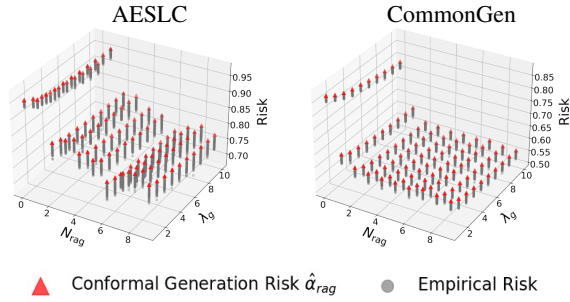 AESLC
CommonGen
0.95
0.90
0.85
0.80
0.75
0.70
Risk
0 2 4 6 8
N_rag
2 4 6 8 10
λ_g
0.85
0.80
0.75
0.70
0.65
0.60
0.55
0.50
Risk
0 2 4 6 8
N_rag
2 4 6 8 10
λ_g
Conformal Generation Risk α̂_rag
Empirical Risk